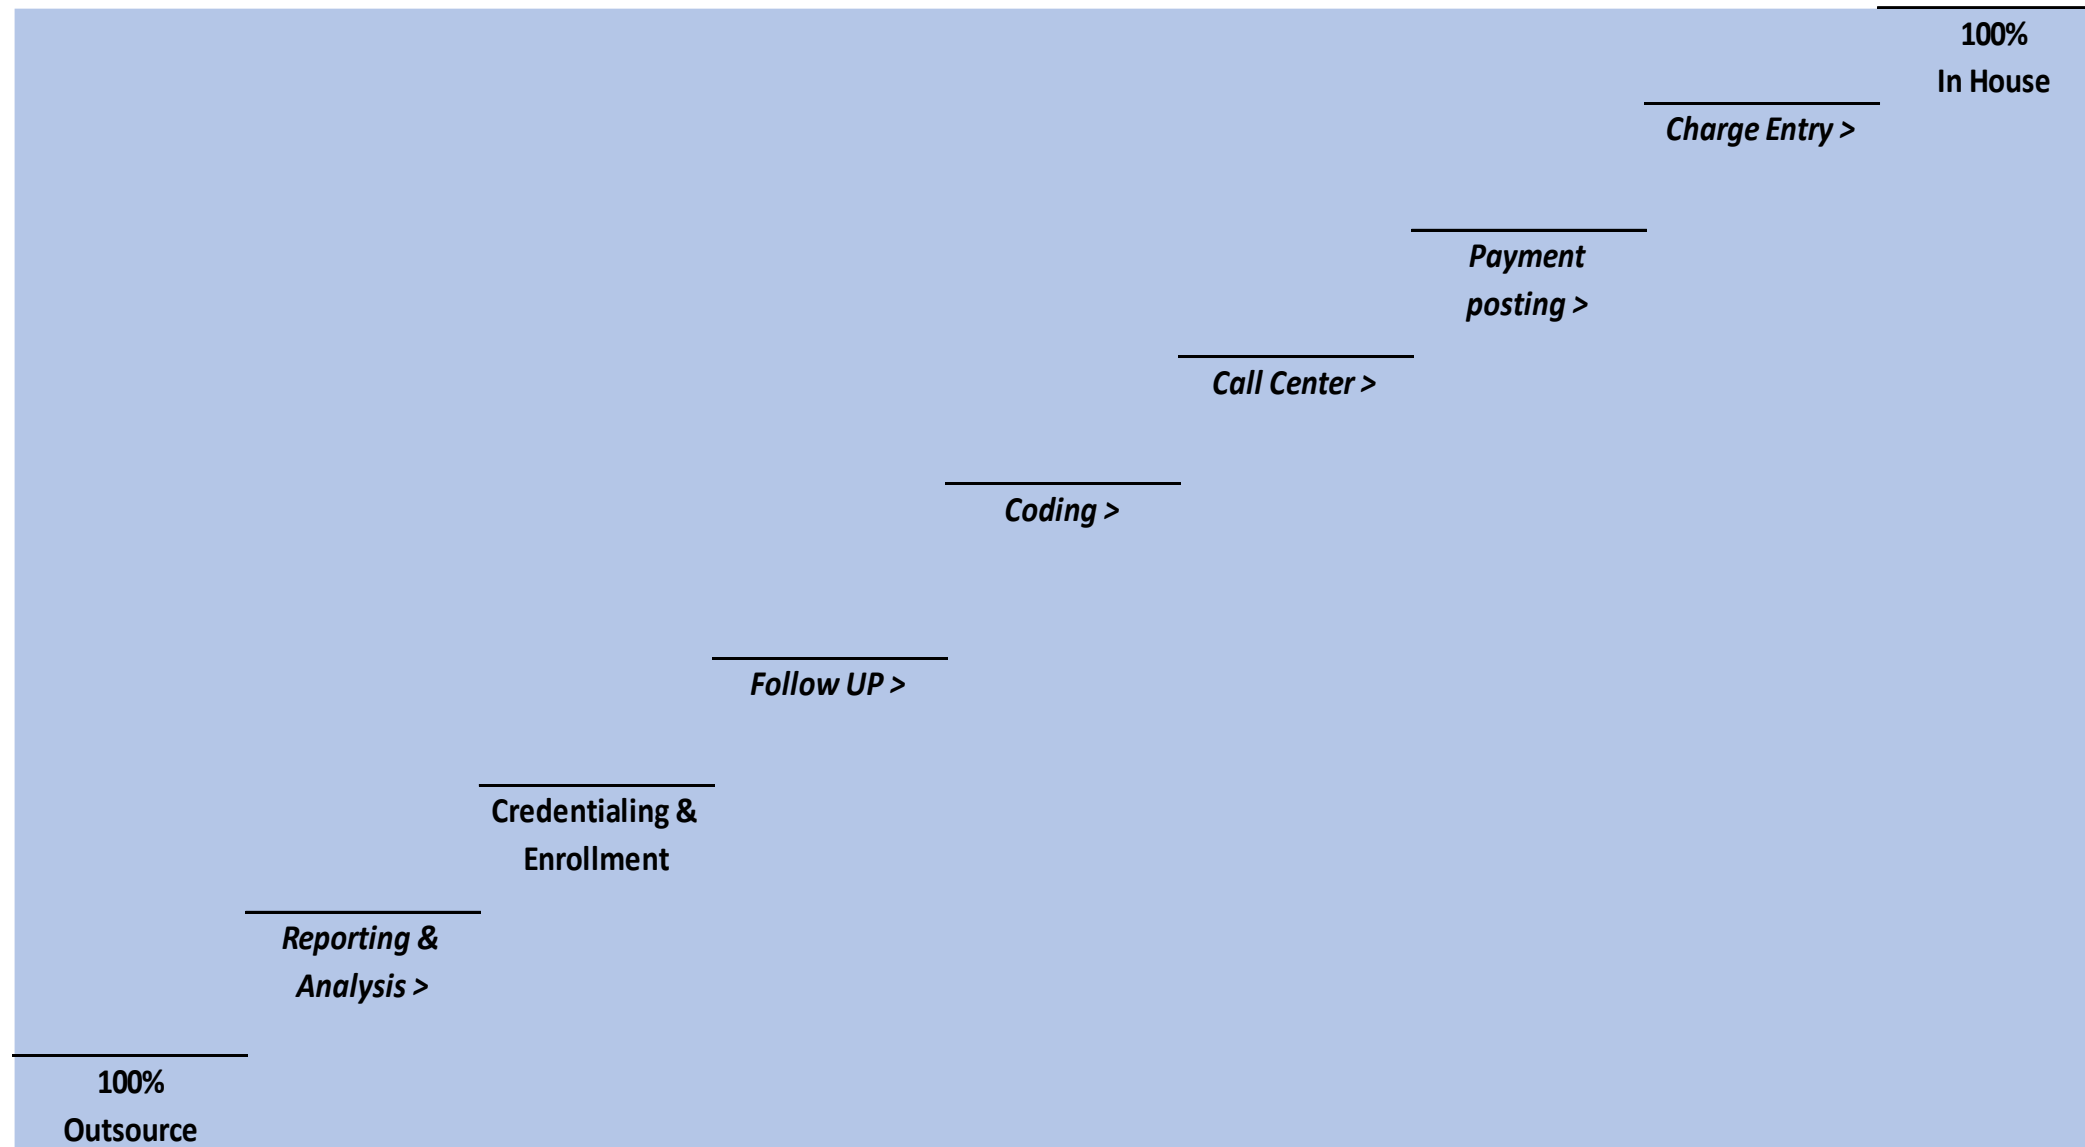 100%
In House
Charge Entry >
Payment
posting >
Call Center >
Coding >
Follow UP >
Credentialing &
Enrollment
Reporting &
Analysis >
100%
Outsource